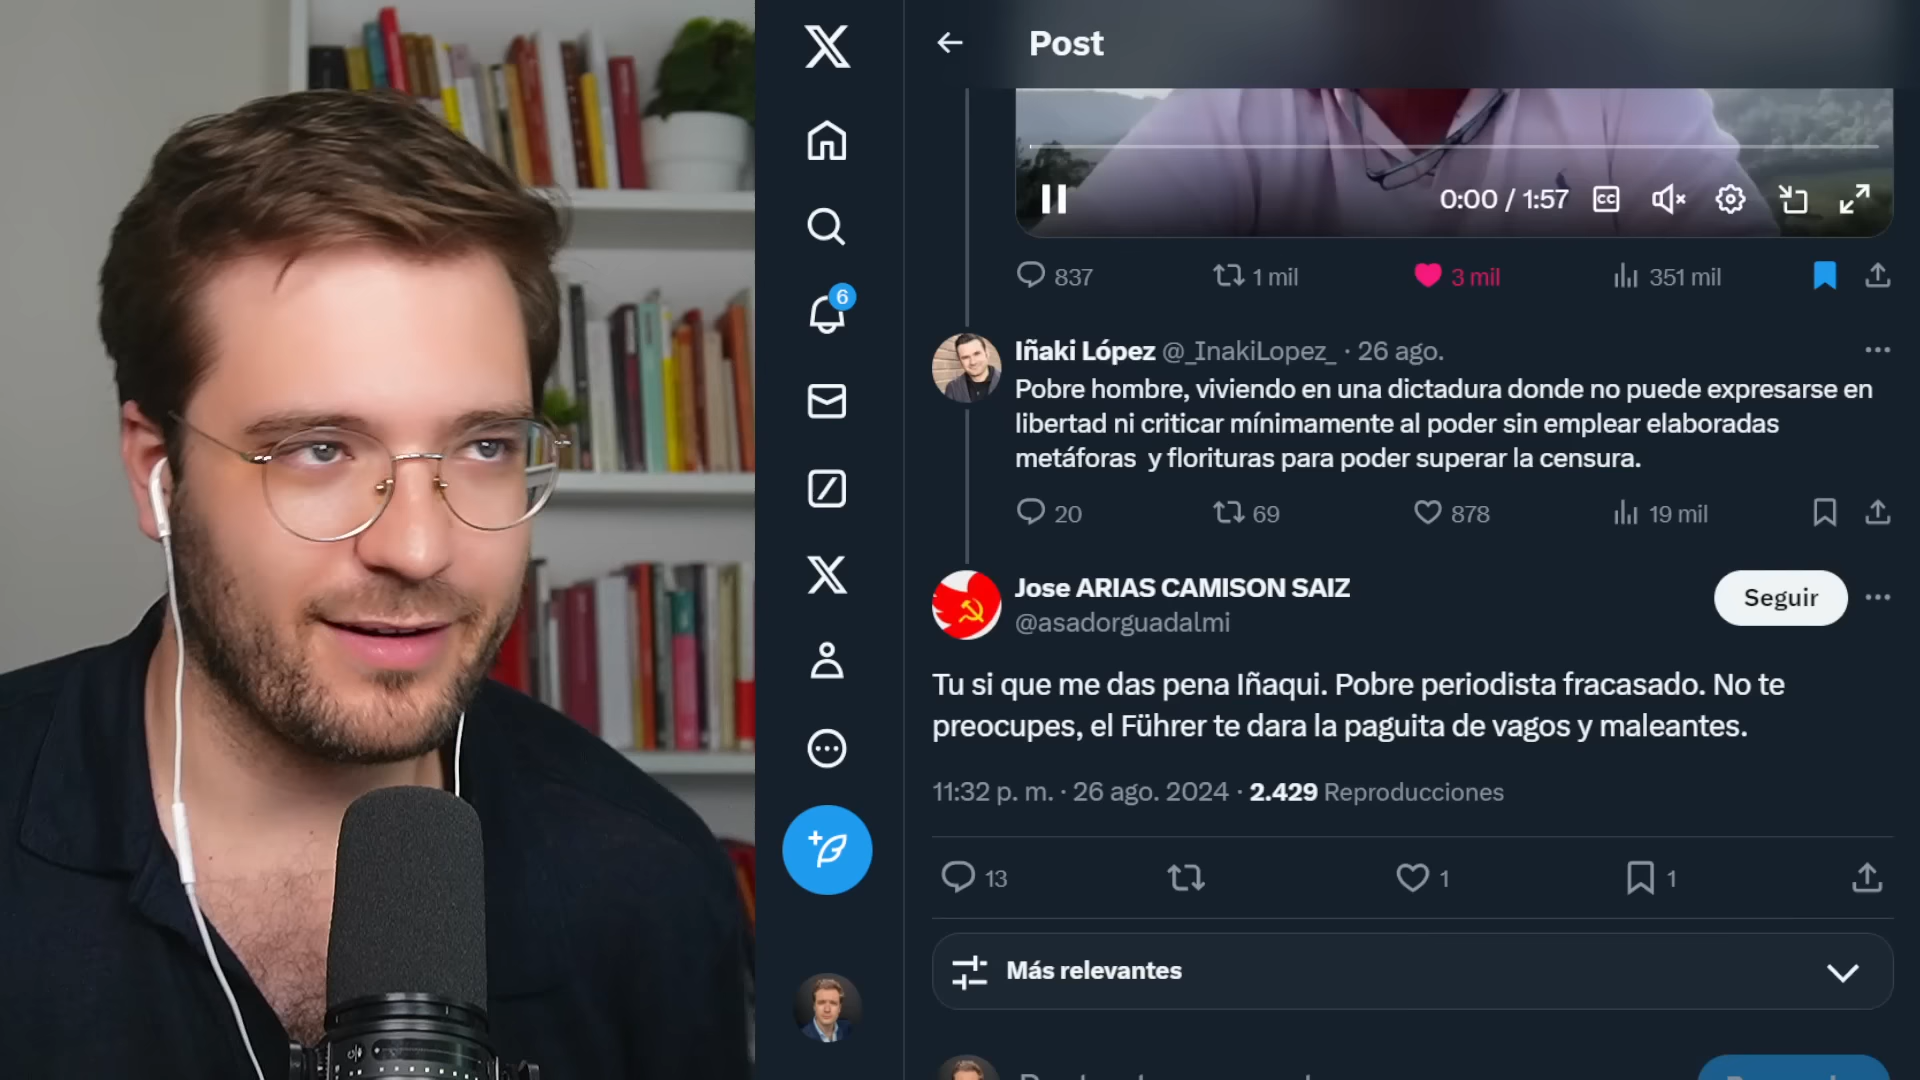 Post
0:00 / 1:57
CC
837
1 mil
3 mil
351 mil
6
Iñaki López @_InakiLopez_ · 26 ago.
Pobre hombre, viviendo en una dictadura donde no puede expresarse en
libertad ni criticar mínimamente al poder sin emplear elaboradas
metáforas y florituras para poder superar la censura.
20
69
878
19 mil
Jose ARIAS CAMISON SAIZ
@asadorguadalmi
Seguir
Tu si que me das pena Iñaqui. Pobre periodista fracasado. No te
preocupes, el Führer te dara la paguita de vagos y maleantes.
11:32 p. m. · 26 ago. 2024 · 2.429 Reproducciones
13
1
1
Más relevantes